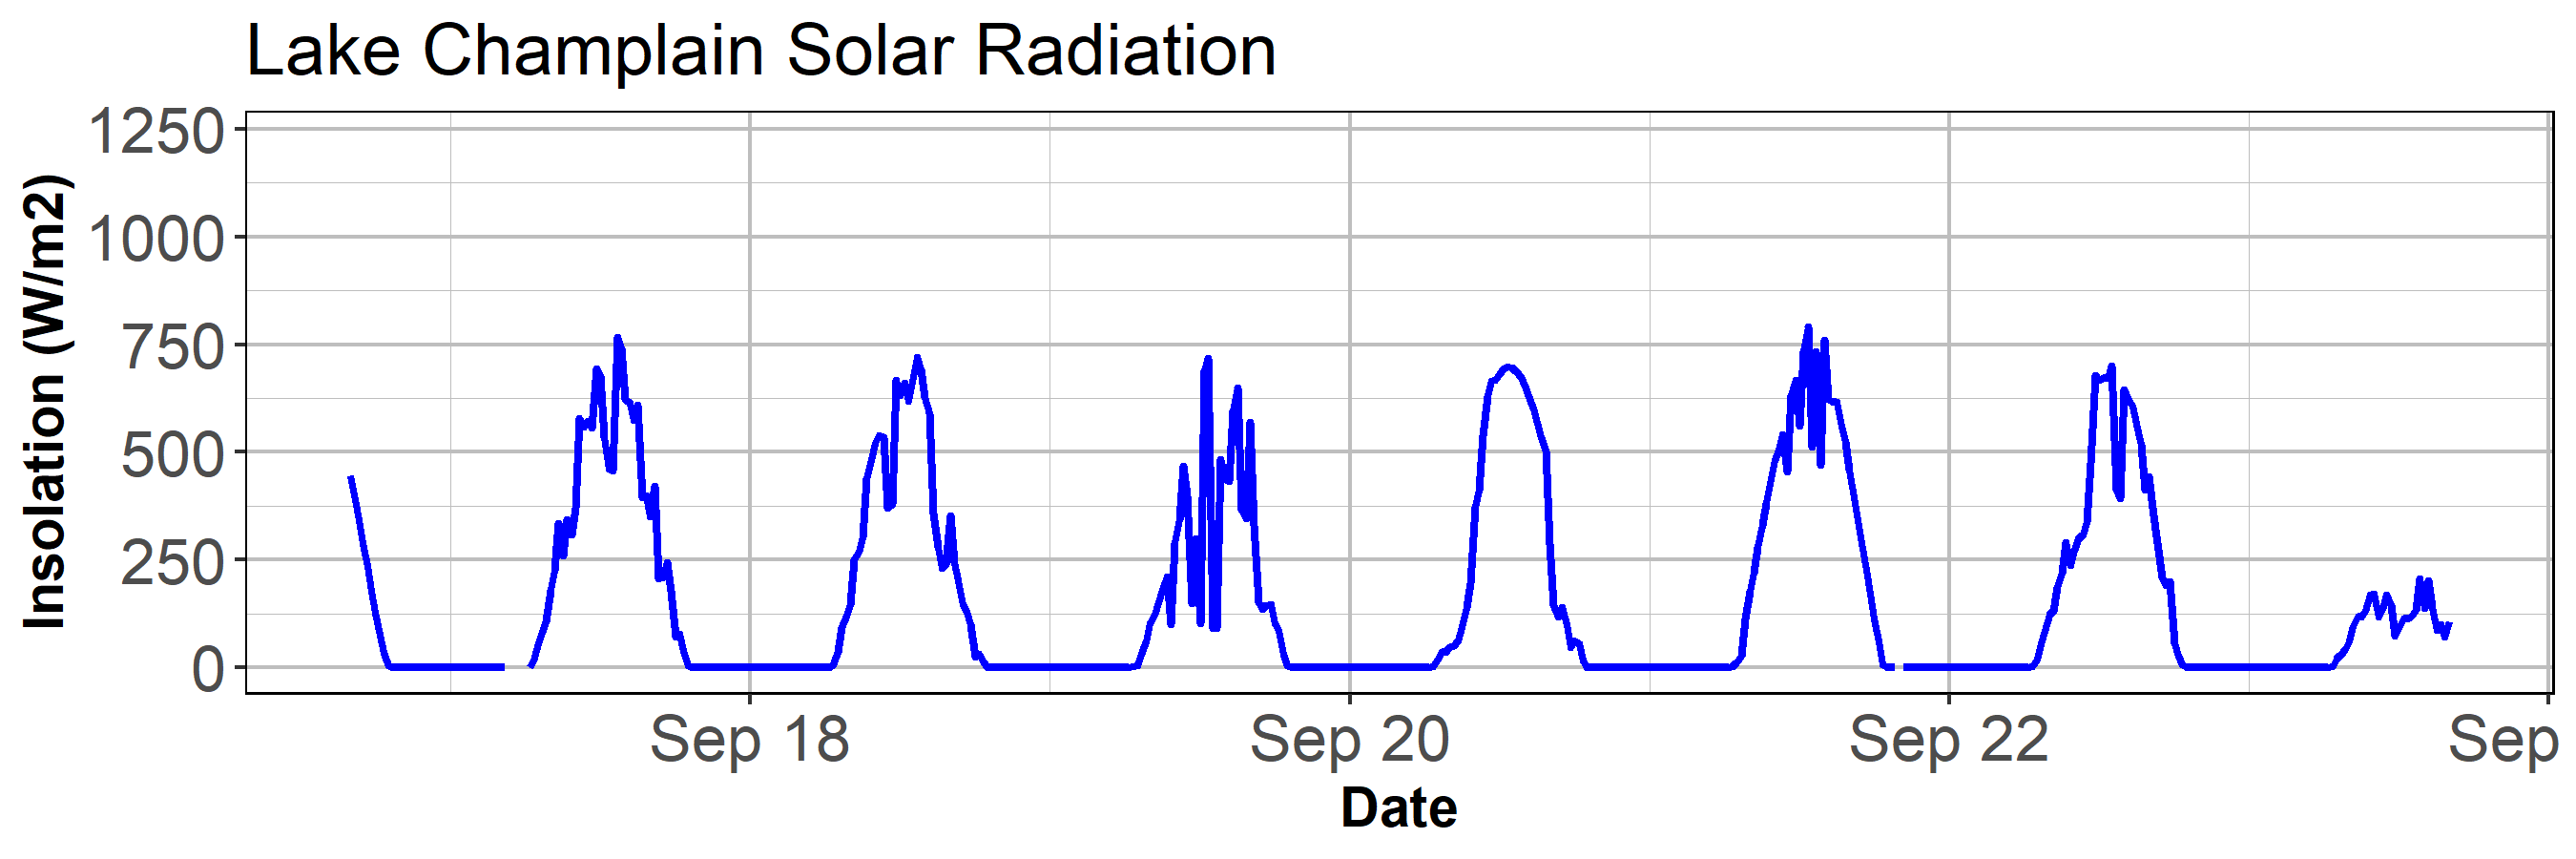 Lake Champlain Solar Radiation
1250
1000
750
500
250
0
Insolation (W/m2)
Sep 18
Sep 20
Sep 22
Sep
Date